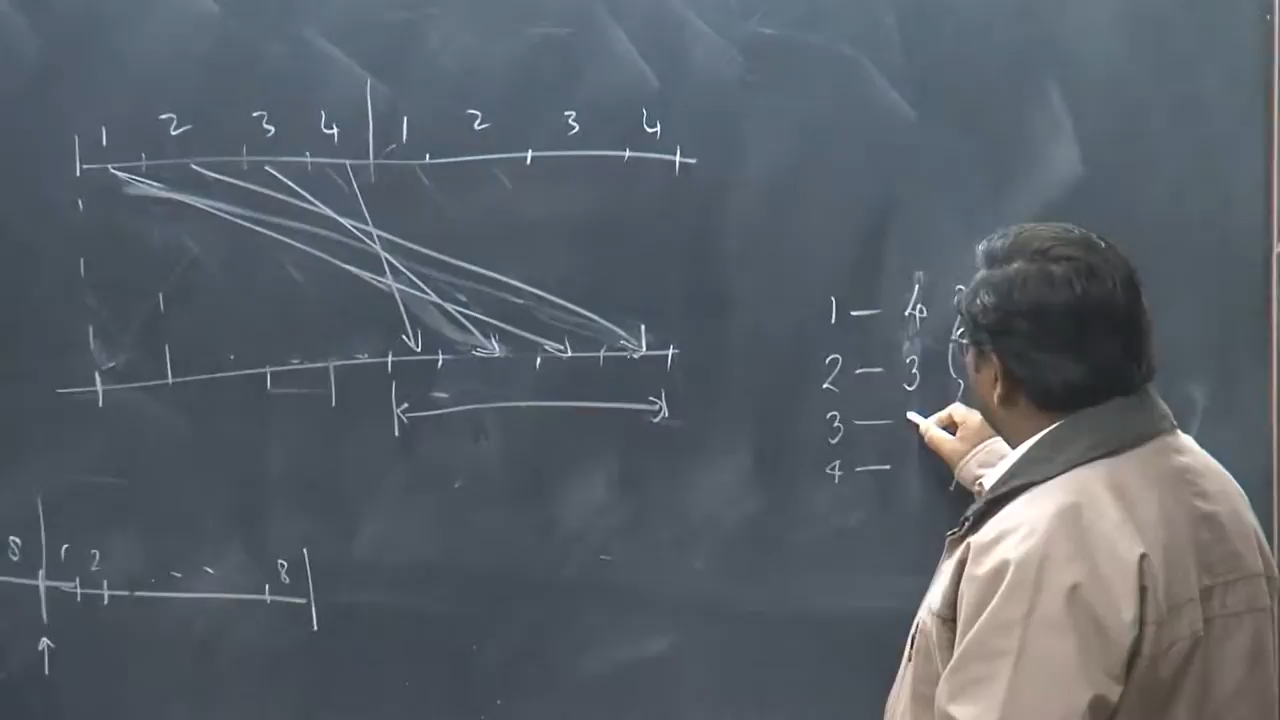 1 2 3 4 1 2 3 4
1 — 4
2 — 3
3 —
4 —
8 1 2 . - - 8